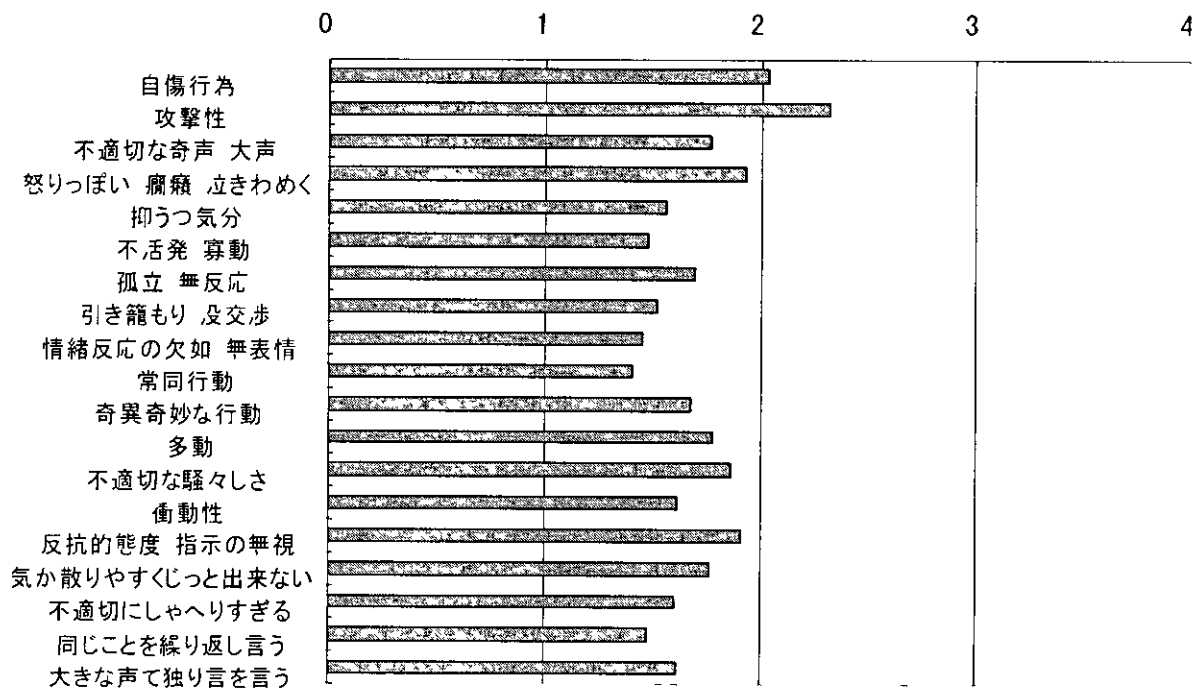 0 1 2 3 4
自傷行為
攻撃性
不適切な奇声 大声
怒りっぽい 癇癪 泣きわめく
抑うつ気分
不活発 寡動
孤立 無反応
引き籠もり 没交渉
情緒反応の欠如 無表情
常同行動
奇異奇妙な行動
多動
不適切な騒々しさ
衝動性
反抗的態度 指示の無視
気か散りやすくじっと出来ない
不適切にしゃへりすぎる
同じことを繰り返し言う
大きな声て独り言を言う